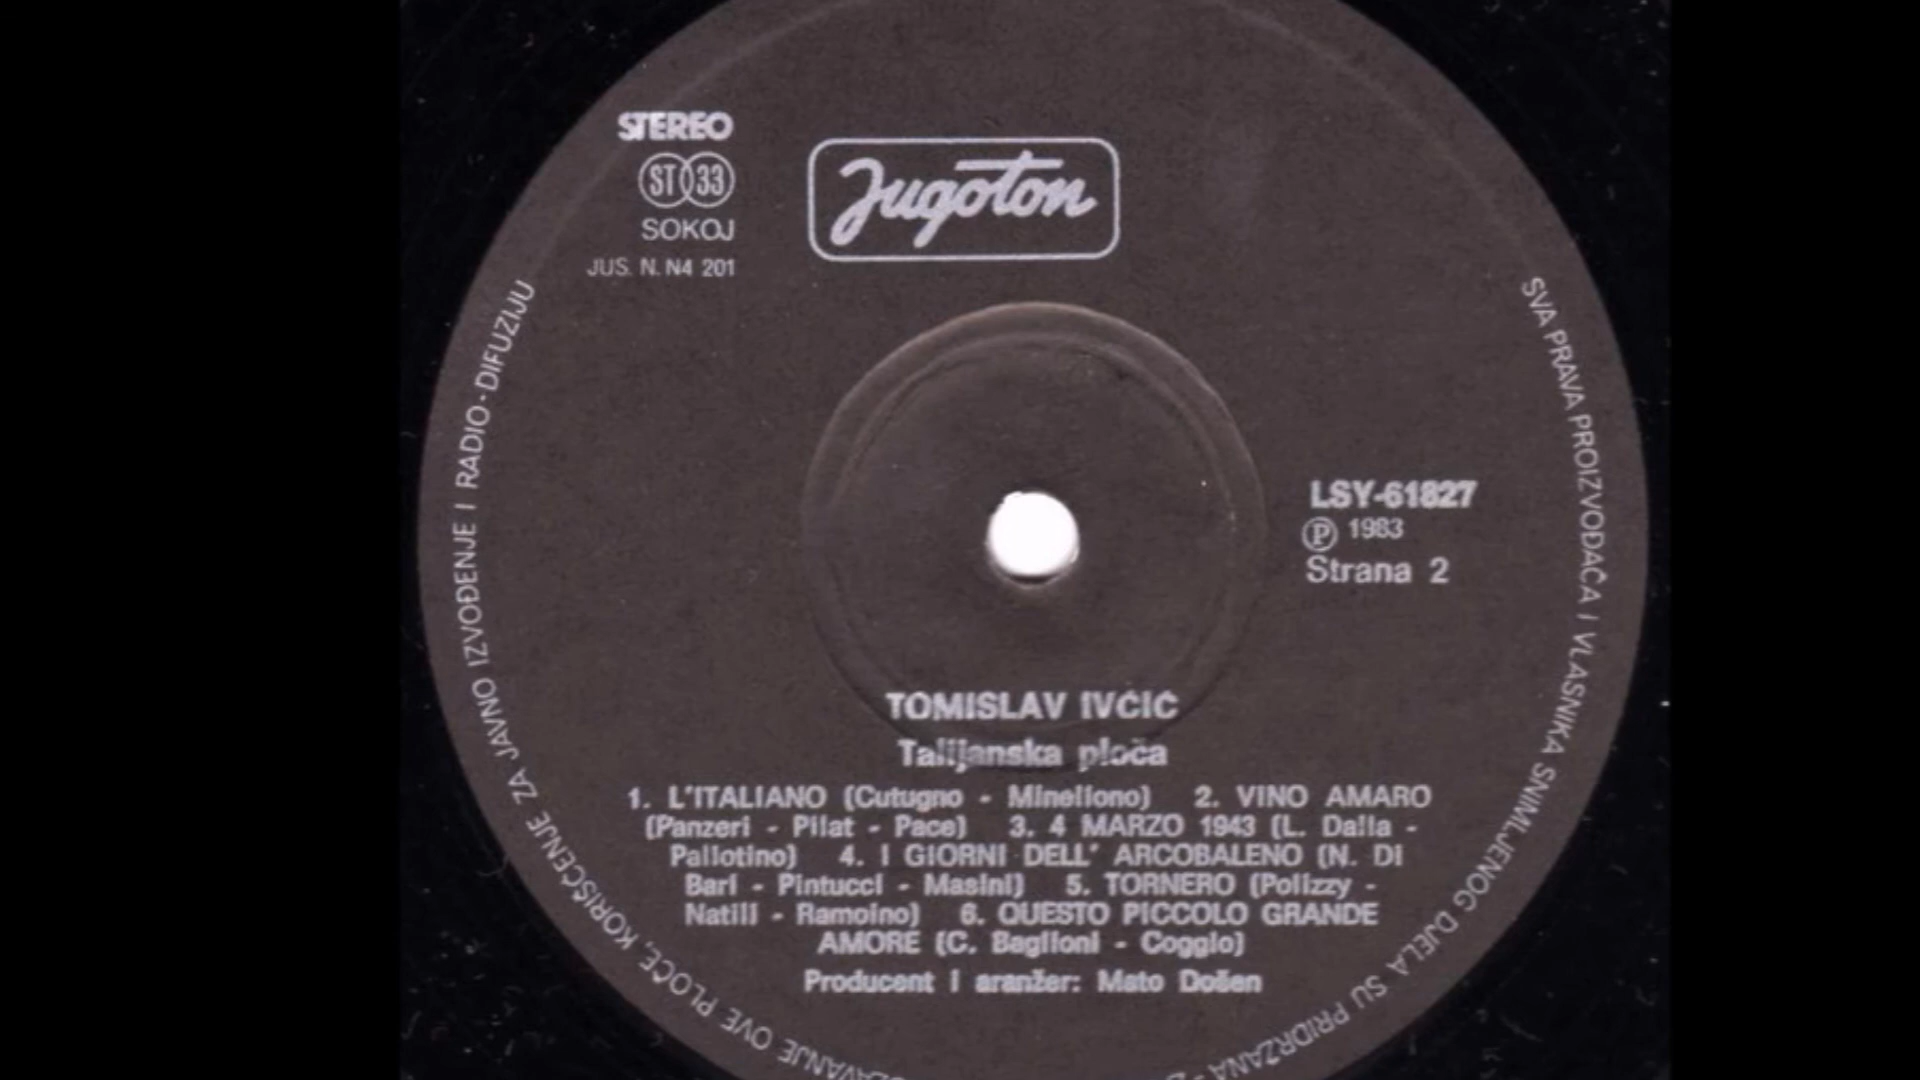 STEREO
ST 33
SOKOJ
JUS. N. N4 201
Jugoton
LSY-61827
Ⓟ 1983
Strana 2
TOMISLAV IVČIĆ
Talijanska ploča
1. L'ITALIANO (Cutugno - Minellono) 2. VINO AMARO
(Panzeri - Pilat - Pace) 3. 4 MARZO 1943 (L. Dalla -
Pallotino) 4. I GIORNI DELL' ARCOBALENO (N. DI
Bari - Pintucci - Masini) 5. TORNERO (Polizzy -
Natili - Ramoino) 6. QUESTO PICCOLO GRANDE
AMORE (C. Baglioni - Coggio)
Producent i aranžer: Mato Došen
SVA PRAVA PROIZVOĐAČA I VLASNIKA SNIMLJENOG DJELA SU PRIDRŽANA -
OVE PLOČE, KORIŠĆENJE ZA JAVNO IZVOĐENJE I RADIO-DIFUZIJU